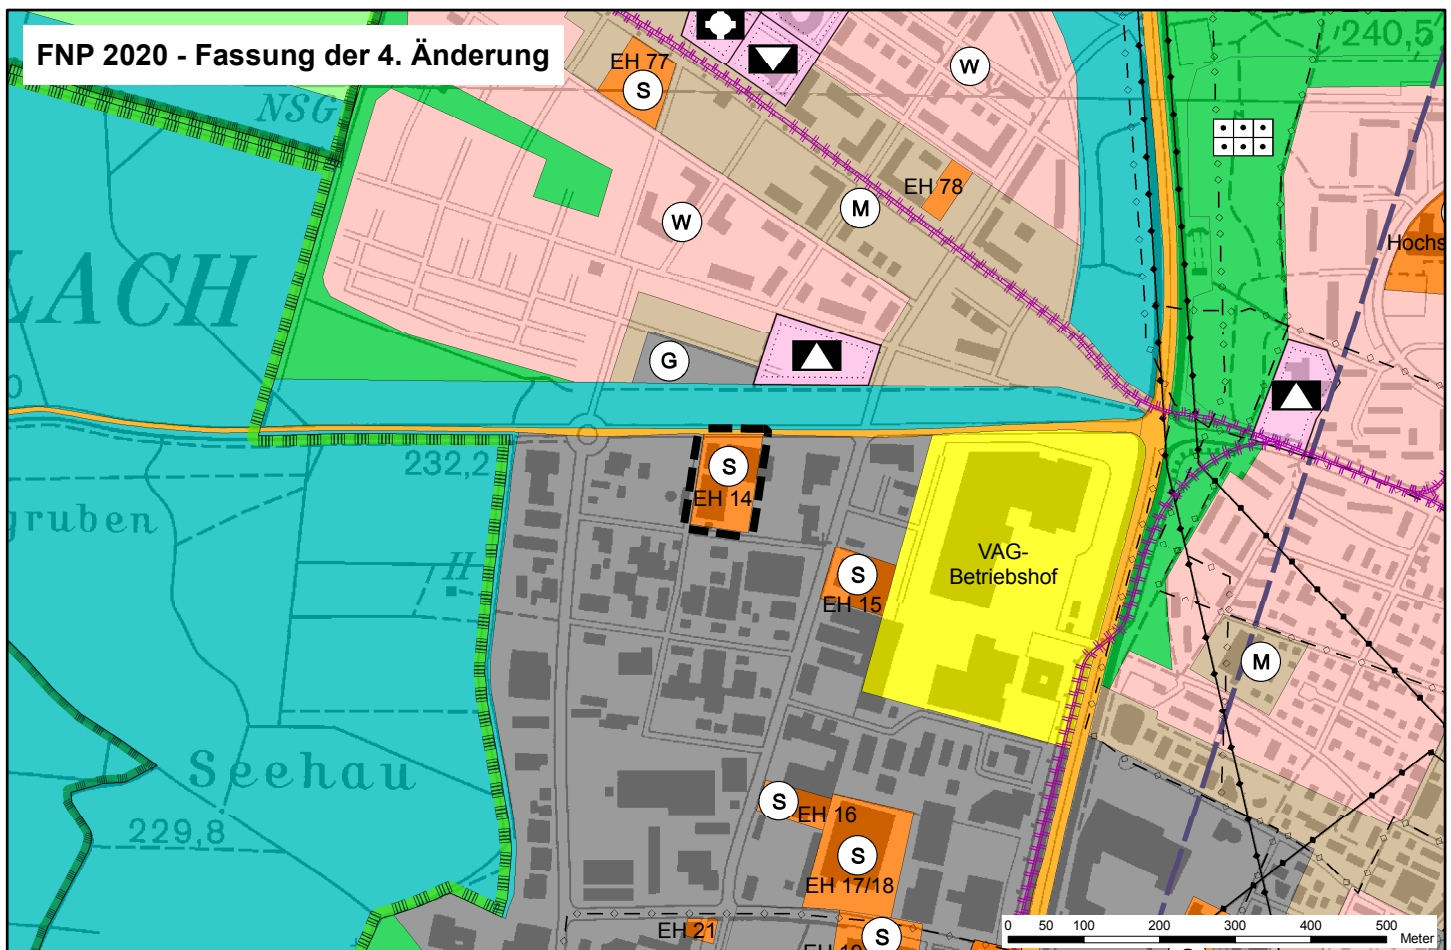 FNP 2020 - Fassung der 4. Änderung
240,5
EH 77
S
W
NSG
EH 78
M
W
LACH
Hochs
G
232,2
S
EH 14
gruben
VAG-
Betriebshof
H
S
EH 15
M
Seehau
S
EH 16
229,8
S
EH 17/18
EH 21
S
0 50 100 200 300 400 500
Meter